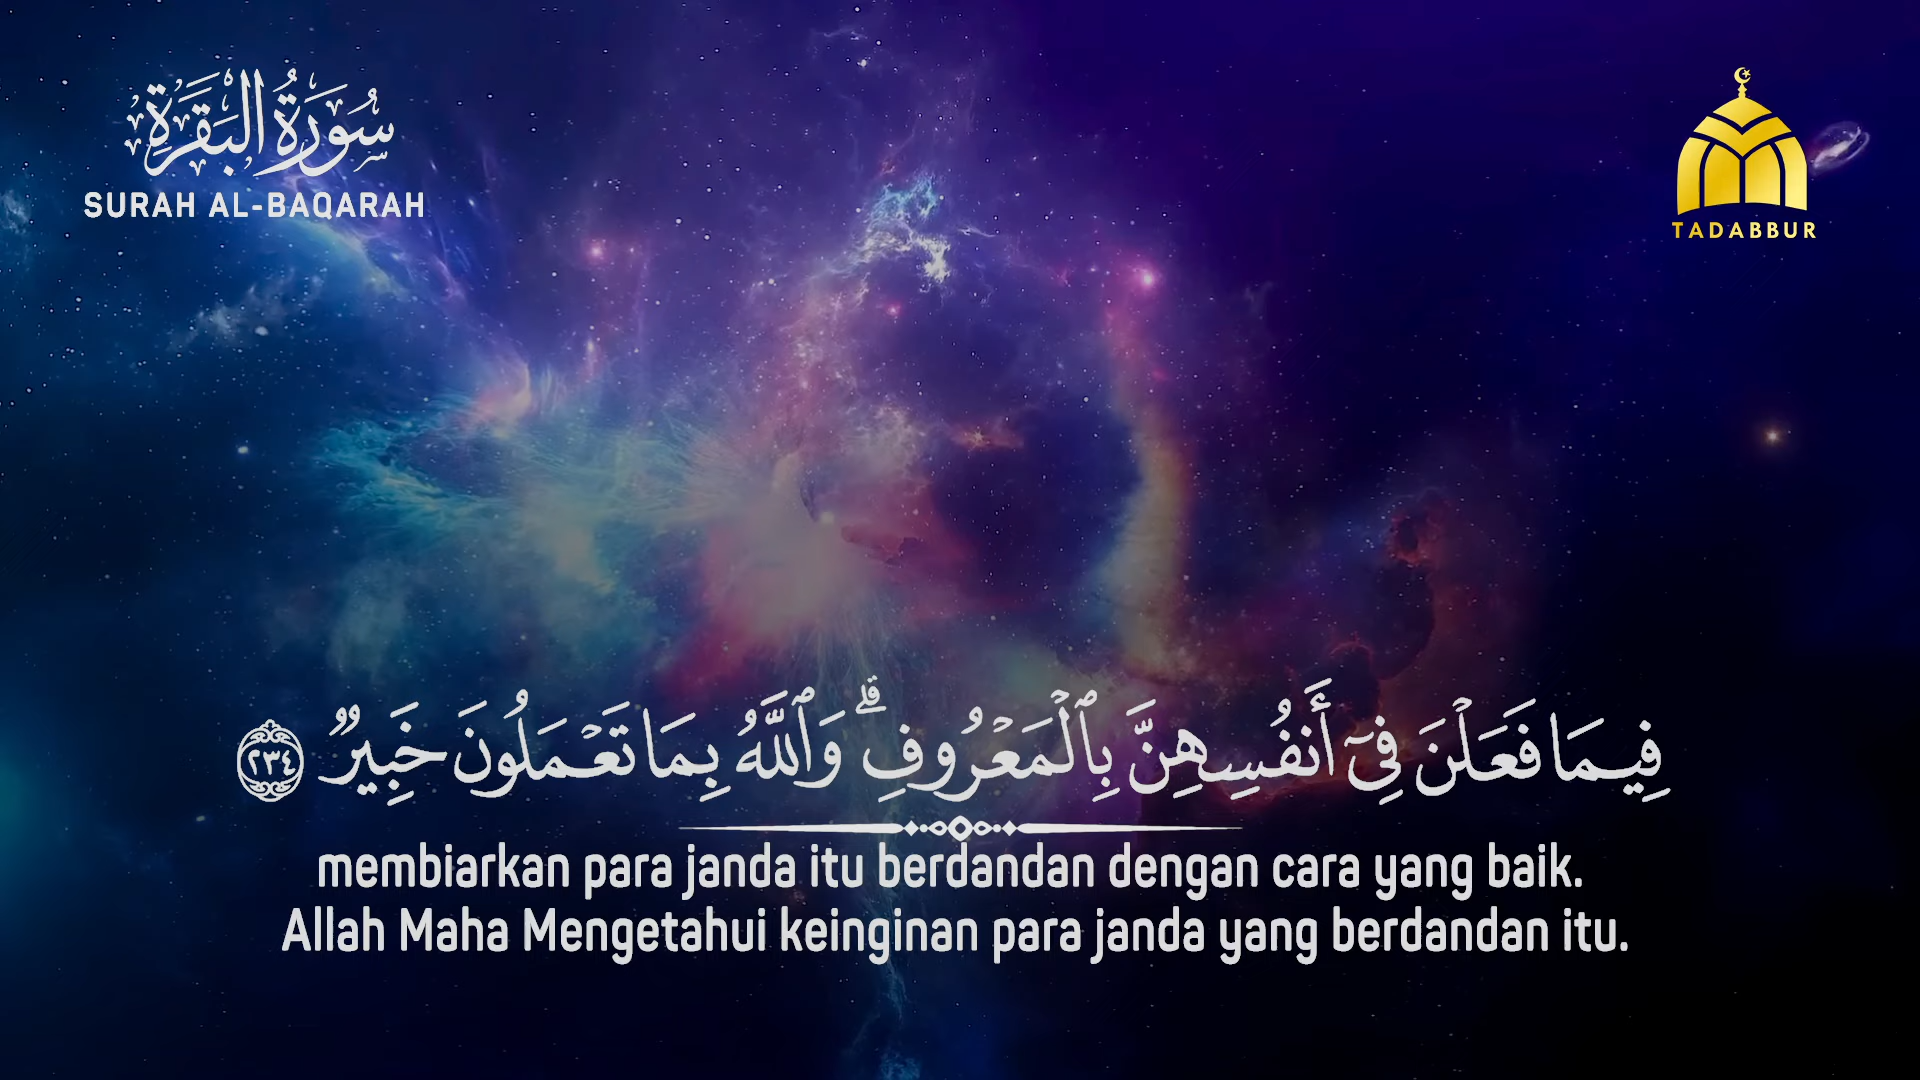 سُورَةُ الْبَقَرَةِ
SURAH AL-BAQARAH
TADABBUR
فِيمَا فَعَلْنَ فِىٓ أَنفُسِهِنَّ بِٱلْمَعْرُوفِ ۗ وَٱللَّهُ بِمَا تَعْمَلُونَ خَبِيرٌ ٢٣٤
membiarkan para janda itu berdandan dengan cara yang baik.
Allah Maha Mengetahui keinginan para janda yang berdandan itu.